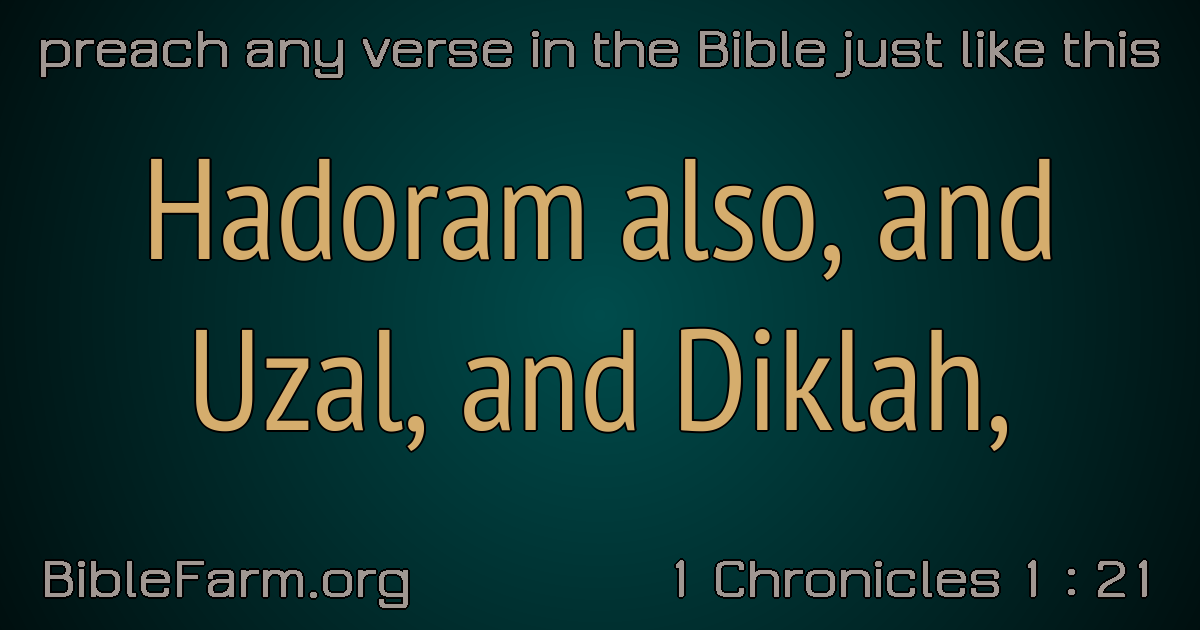 preach any verse in the Bible just like this
Hadoram also, and
Uzal, and Diklah,
BibleFarm.org
1 Chronicles 1 : 21